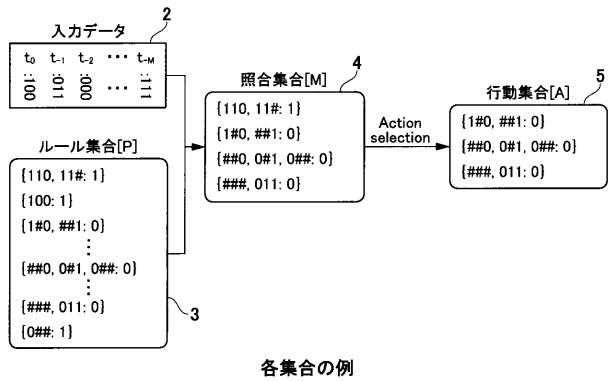 入力データ
2
t₀ t₋₁ t₋₂ ··· t₋M
:100 :011 :000 ··· :111
ルール集合[P]
{110, 11#: 1}
{100: 1}
{1#0, ##1: 0}
⋮
{##0, 0#1, 0##: 0}
⋮
{###, 011: 0}
{0##: 1}
3
照合集合[M]
4
{110, 11#: 1}
{1#0, ##1: 0}
{##0, 0#1, 0##: 0}
{###, 011: 0}
Action
selection
行動集合[A]
5
{1#0, ##1: 0}
{##0, 0#1, 0##: 0}
{###, 011: 0}
各集合の例